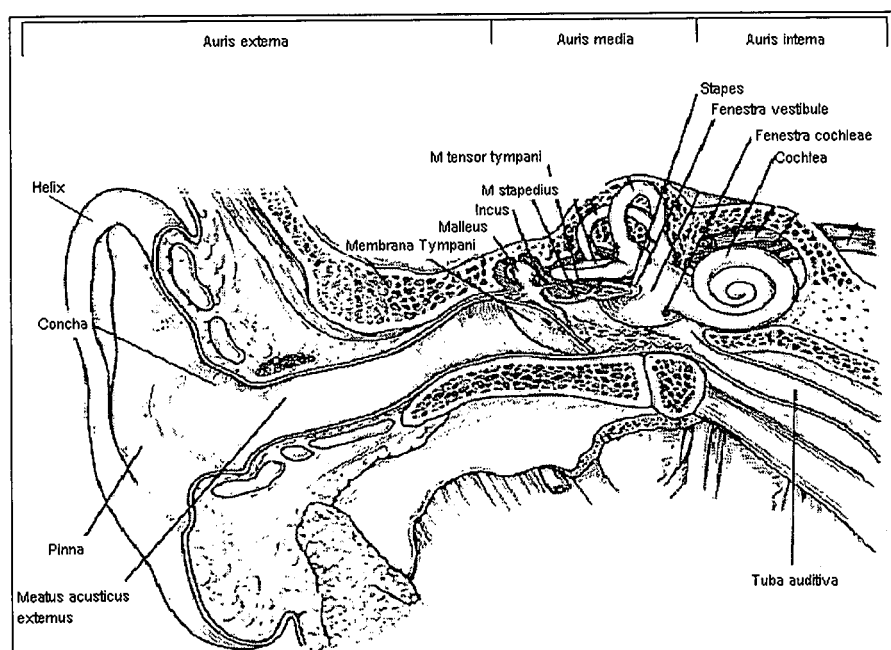 Auris externa
Auris media
Auris interna
Stapes
Fenestra vestibule
Fenestra cochleae
Cochlea
M tensor tympani
M stapedius
Incus
Malleus
Membrana Tympani
Helix
Concha
Pinna
Meatus acusticus
externus
Tuba auditiva